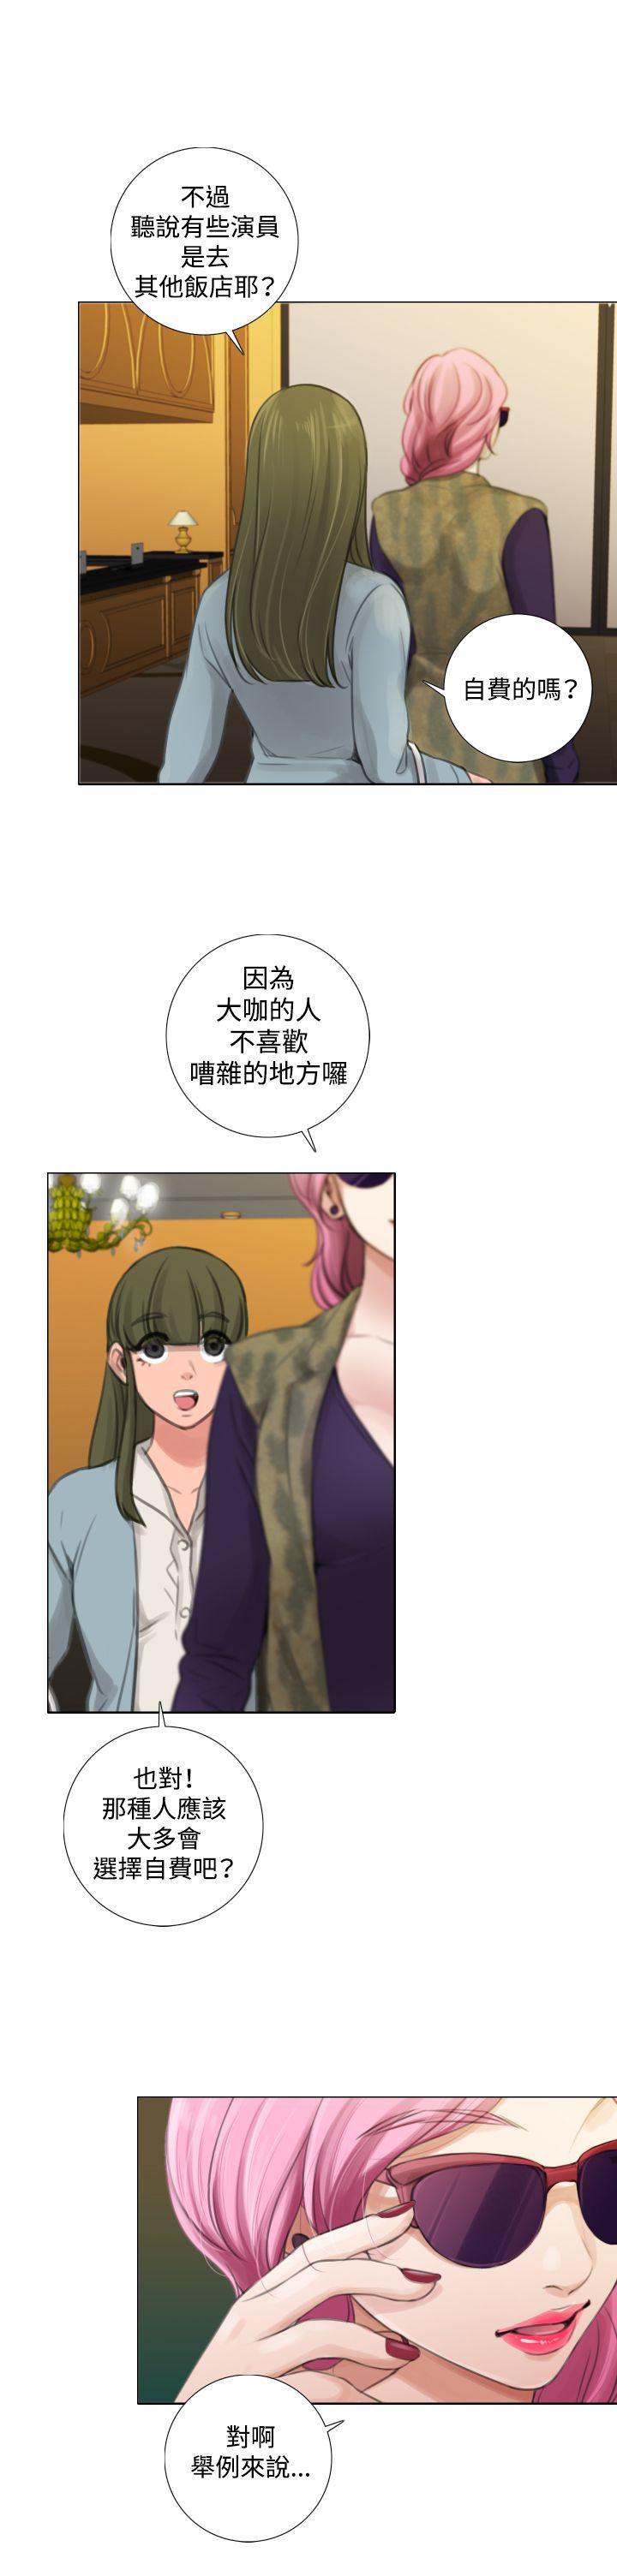 不過
聽說有些演員
是去
其他飯店耶？
自費的嗎？
因為
大咖的人
不喜歡
嘈雜的地方囉
也對！
那種人應該
大多會
選擇自費吧？
對啊
舉例來說...